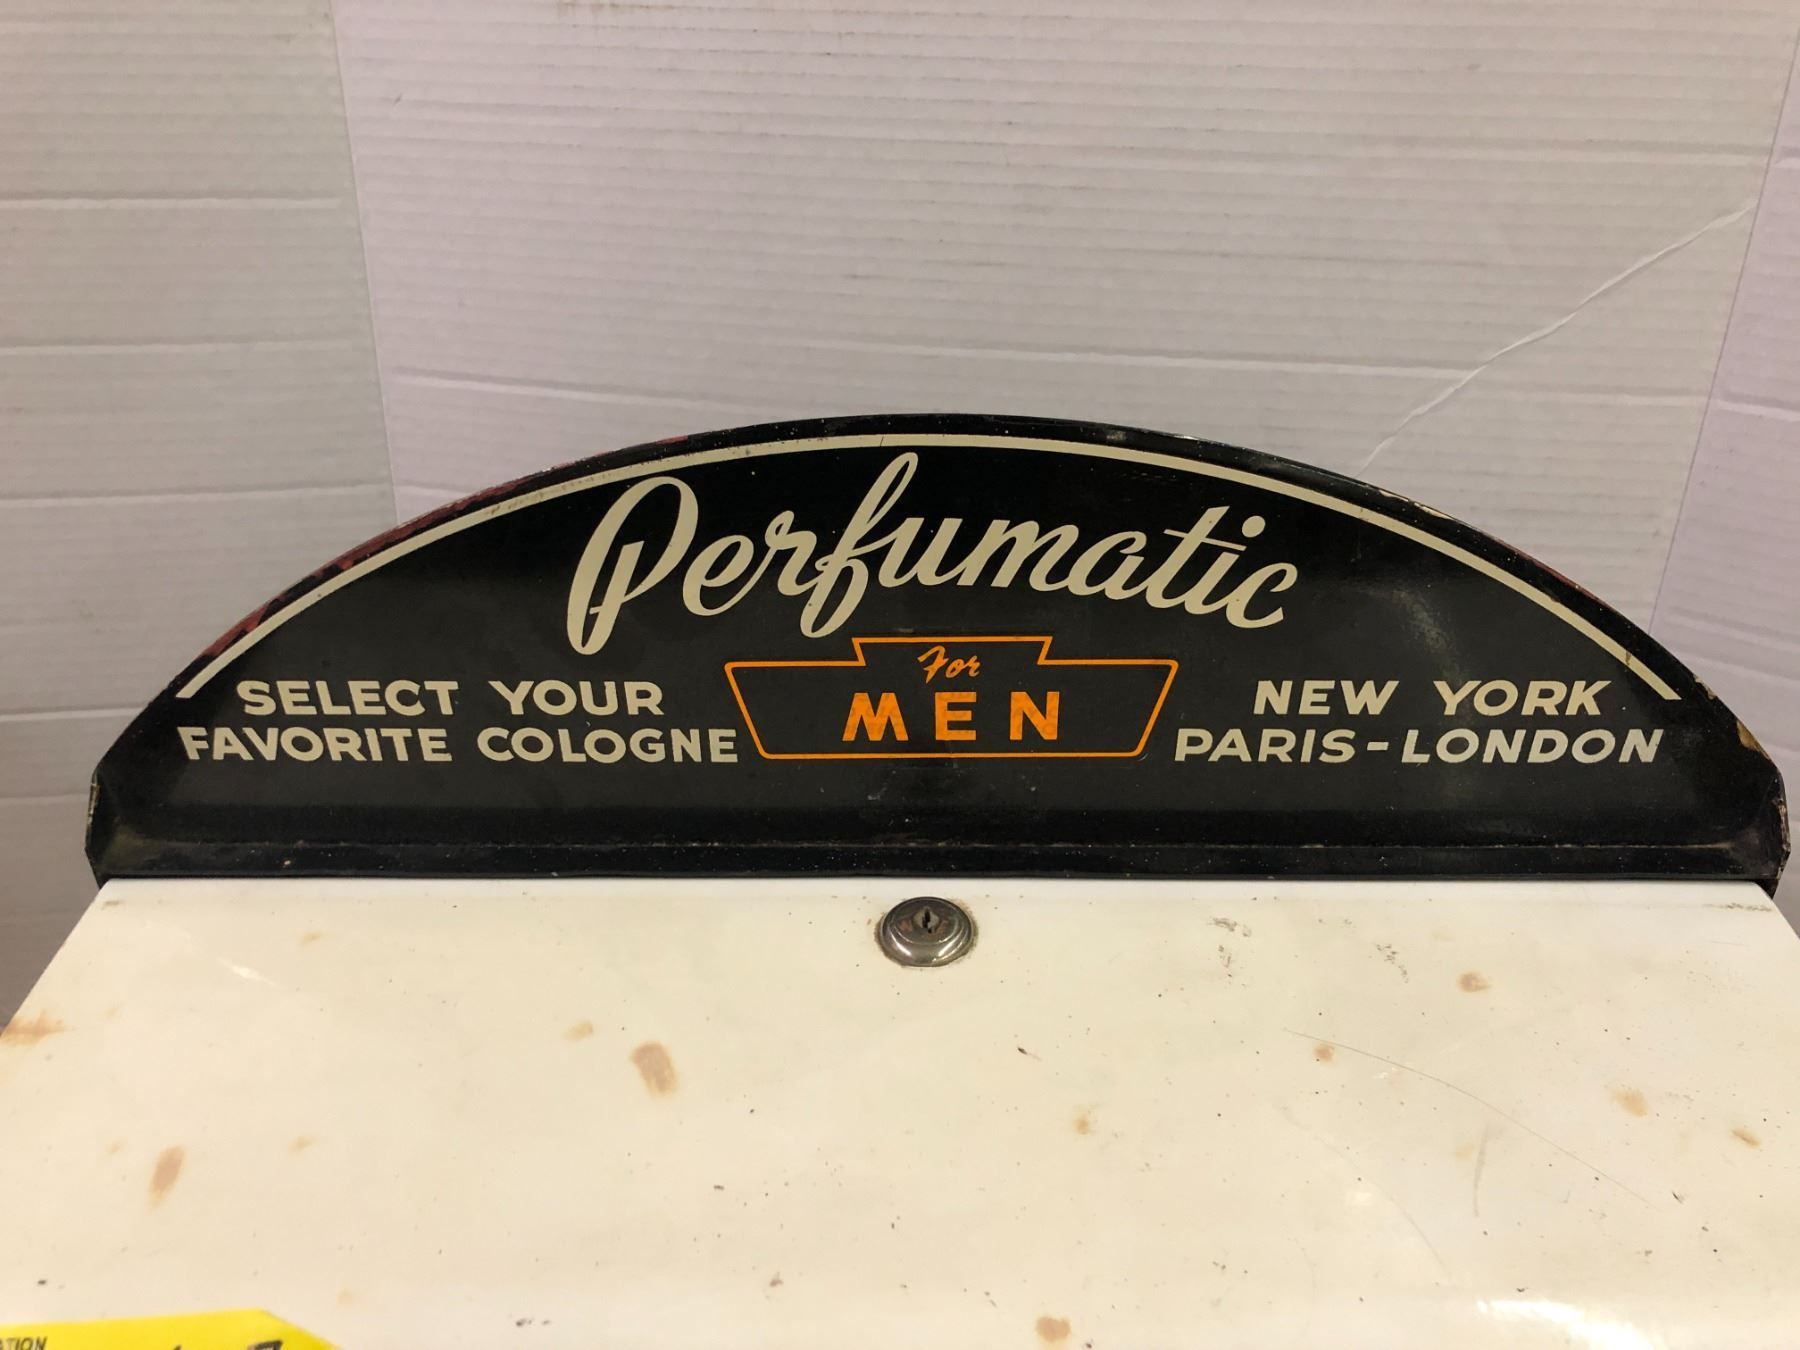 Perfumatic
For
MEN
SELECT YOUR
FAVORITE COLOGNE
NEW YORK
PARIS-LONDON